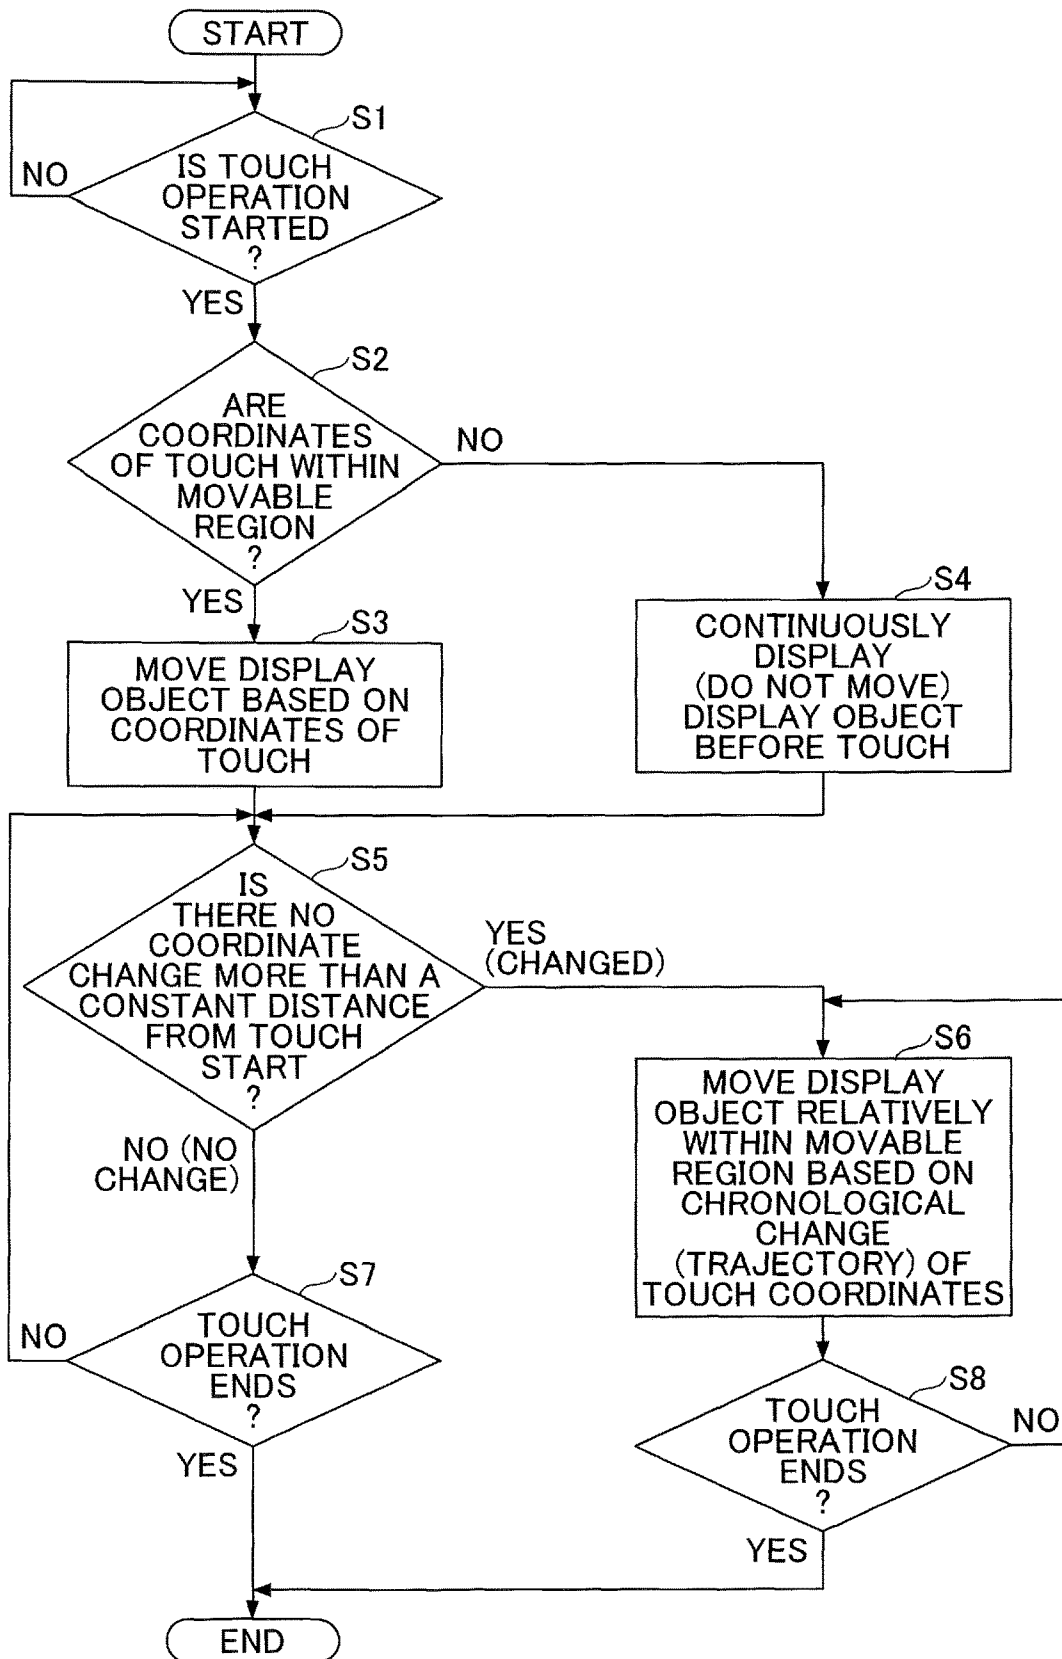 START
S1
NO
IS TOUCH
OPERATION
STARTED
?
YES
S2
ARE
COORDINATES
OF TOUCH WITHIN
MOVABLE
REGION
?
NO
YES
S3
MOVE DISPLAY
OBJECT BASED ON
COORDINATES OF
TOUCH
S4
CONTINUOUSLY
DISPLAY
(DO NOT MOVE)
DISPLAY OBJECT
BEFORE TOUCH
S5
IS
THERE NO
COORDINATE
CHANGE MORE THAN A
CONSTANT DISTANCE
FROM TOUCH
START
?
YES
(CHANGED)
NO (NO
CHANGE)
S6
MOVE DISPLAY
OBJECT RELATIVELY
WITHIN MOVABLE
REGION BASED ON
CHRONOLOGICAL
CHANGE
(TRAJECTORY) OF
TOUCH COORDINATES
S7
NO
TOUCH
OPERATION
ENDS
?
YES
S8
TOUCH
OPERATION
ENDS
?
NO
YES
END